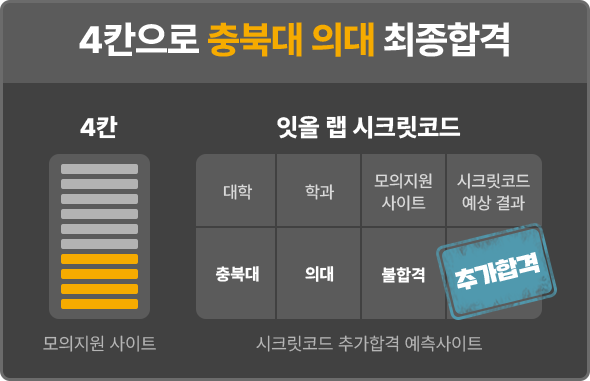 4칸으로 충북대 의대 최종합격
4칸
잇올 랩 시크릿코드
대학
학과
모의지원
사이트
시크릿코드
예상 결과
충북대
의대
불합격
추가합격
모의지원 사이트
시크릿코드 추가합격 예측사이트